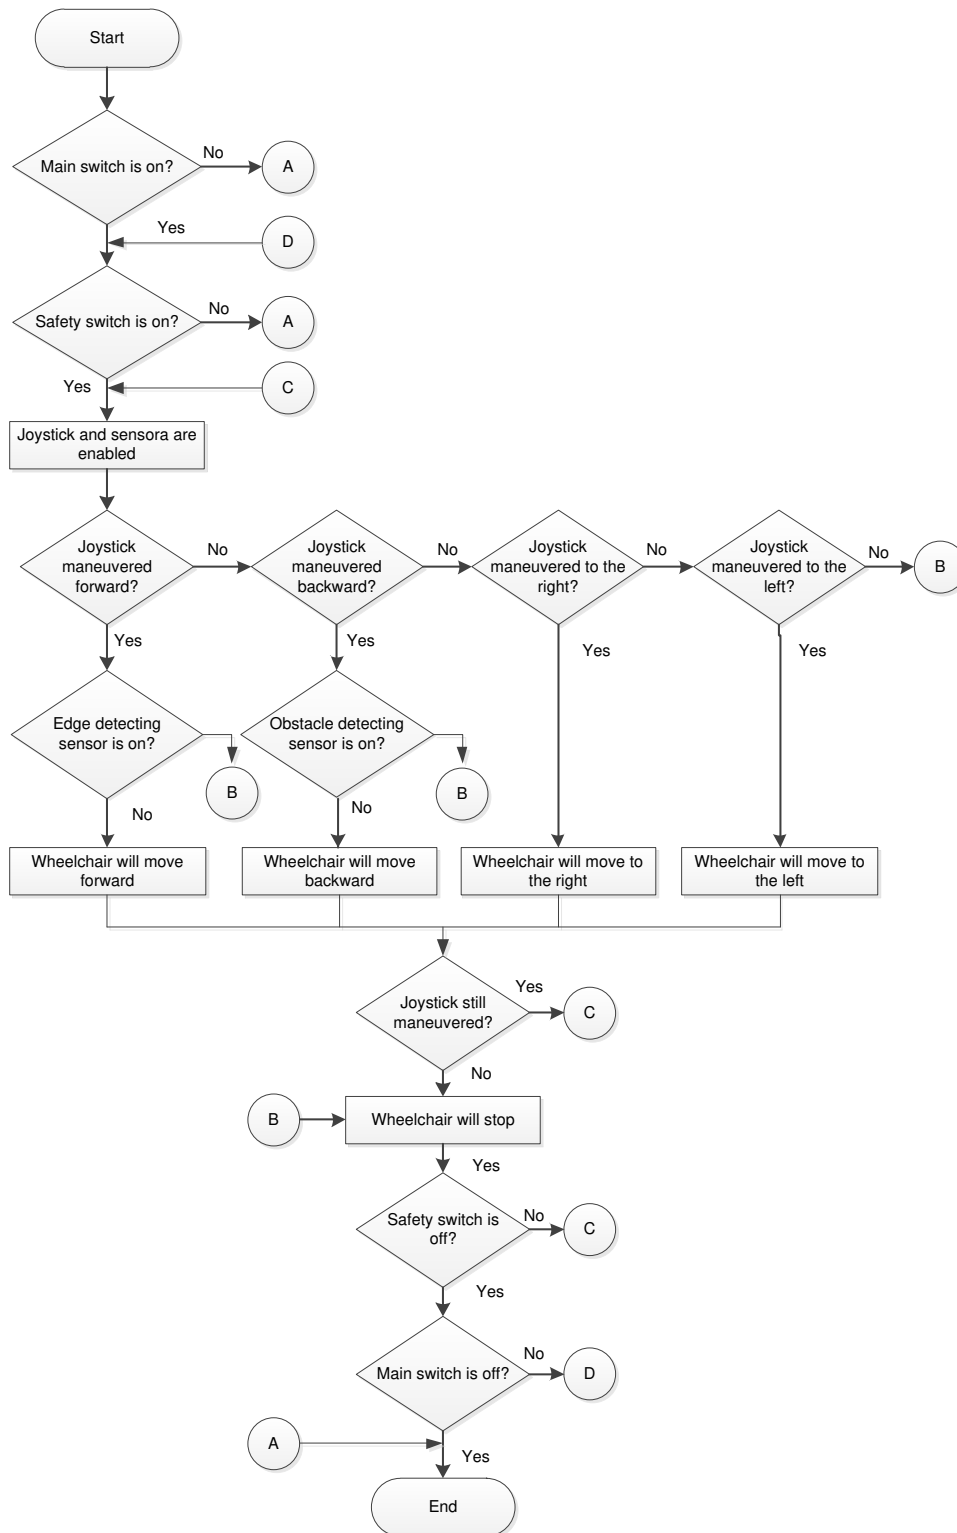 Start
Main switch is on?
No
A
Yes
D
Safety switch is on?
No
A
Yes
C
Joystick and sensora are
enabled
Joystick
maneuvered
forward?
No
Joystick
maneuvered
backward?
No
Joystick
maneuvered to the
right?
No
Joystick
maneuvered to the
left?
No
B
Yes
Yes
Yes
Yes
Edge detecting
sensor is on?
B
Obstacle detecting
sensor is on?
B
No
No
Wheelchair will move
forward
Wheelchair will move
backward
Wheelchair will move to
the right
Wheelchair will move to
the left
Joystick still
maneuvered?
Yes
C
No
B
Wheelchair will stop
Yes
Safety switch is
off?
No
C
Yes
Main switch is off?
No
D
A
Yes
End